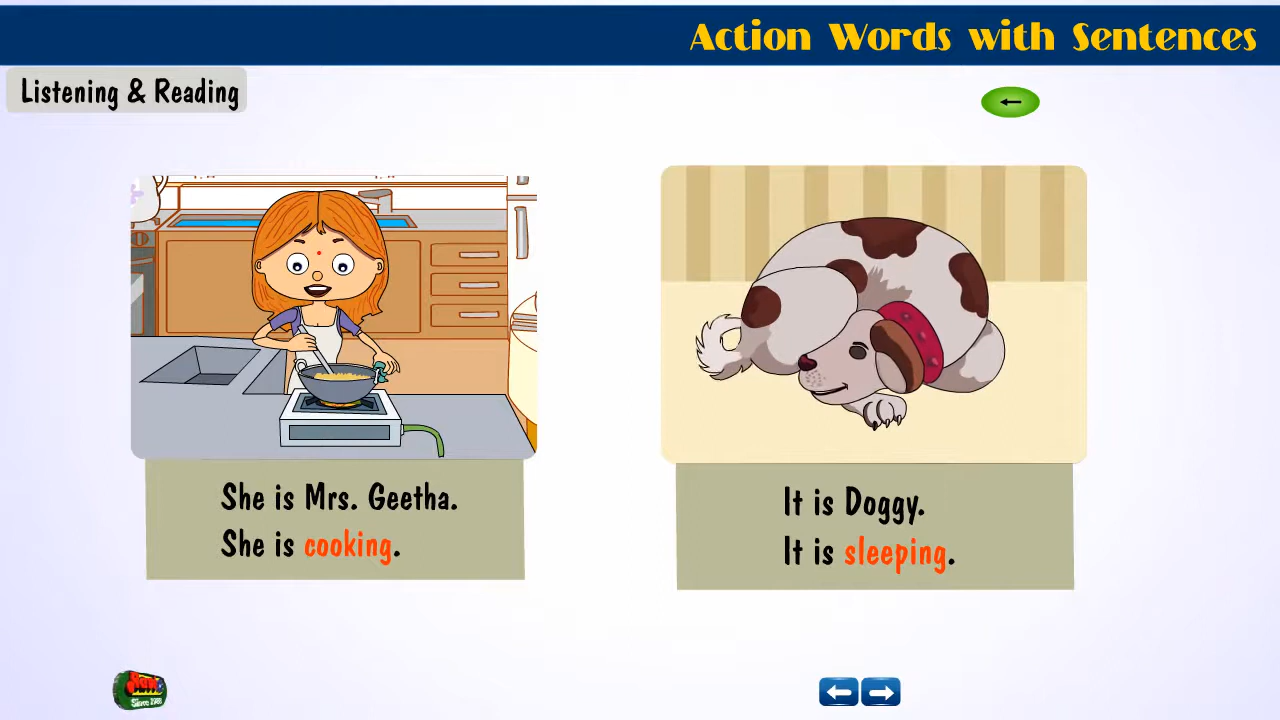 Action Words with Sentences
Listening & Reading
She is Mrs. Geetha.
She is cooking.
It is Doggy.
It is sleeping.